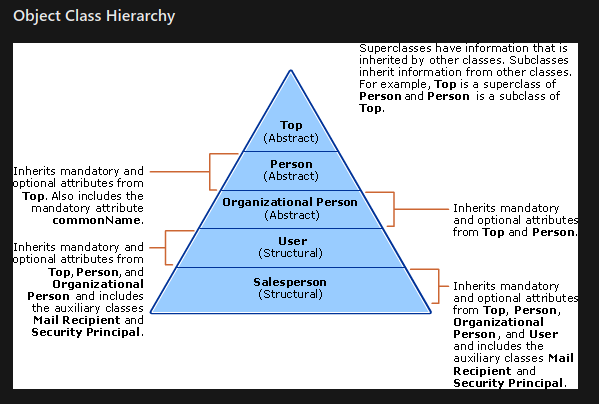 Object Class Hierarchy
Superclasses have information that is
inherited by other classes. Subclasses
inherit information from other classes.
For example, Top is a superclass of
Person and Person is a subclass of
Top.
Top
(Abstract)
Person
(Abstract)
Organizational Person
(Abstract)
User
(Structural)
Salesperson
(Structural)
Inherits mandatory and
optional attributes from
Top. Also includes the
mandatory attribute
commonName.
Inherits mandatory and
optional attributes from
Top, Person, and
Organizational
Person and includes
the auxiliary classes
Mail Recipient and
Security Principal.
Inherits mandatory
and optional attributes
from Top and Person.
Inherits mandatory
and optional attributes
from Top, Person,
Organizational
Person, and User
and includes the
auxiliary classes Mail
Recipient and
Security Principal.